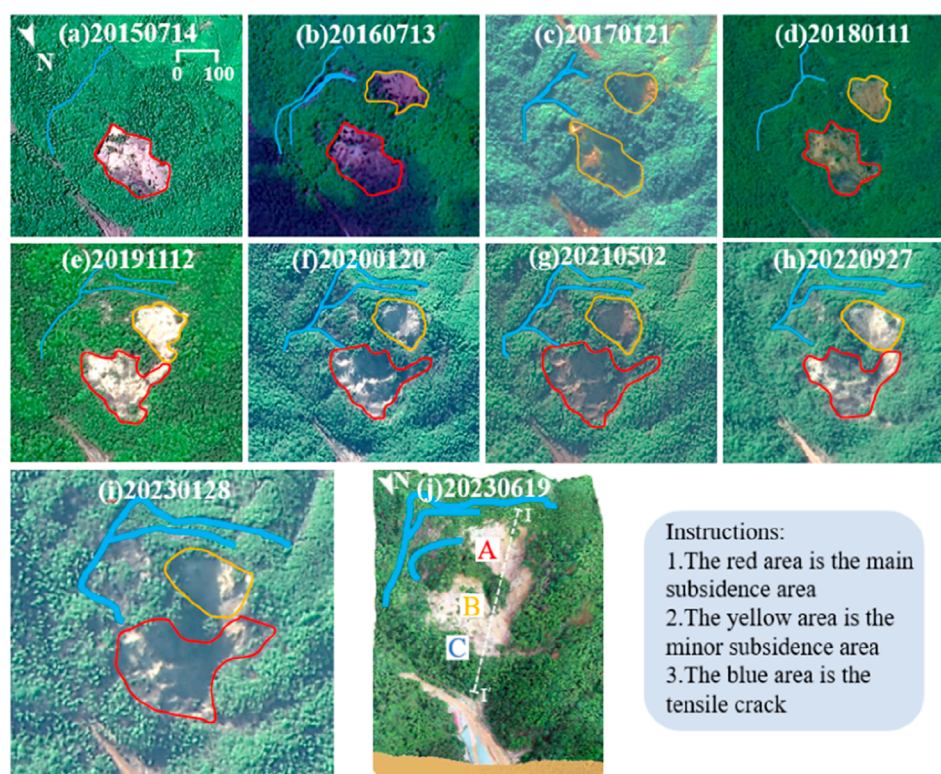 (a)20150714
N
0 100
(b)20160713
(c)20170121
(d)20180111
(e)20191112
(f)20200120
(g)20210502
(h)20220927
(i)20230128
N
(j)20230619
I
A
B
C
I'
Instructions:
1.The red area is the main
subsidence area
2.The yellow area is the
minor subsidence area
3.The blue area is the
tensile crack